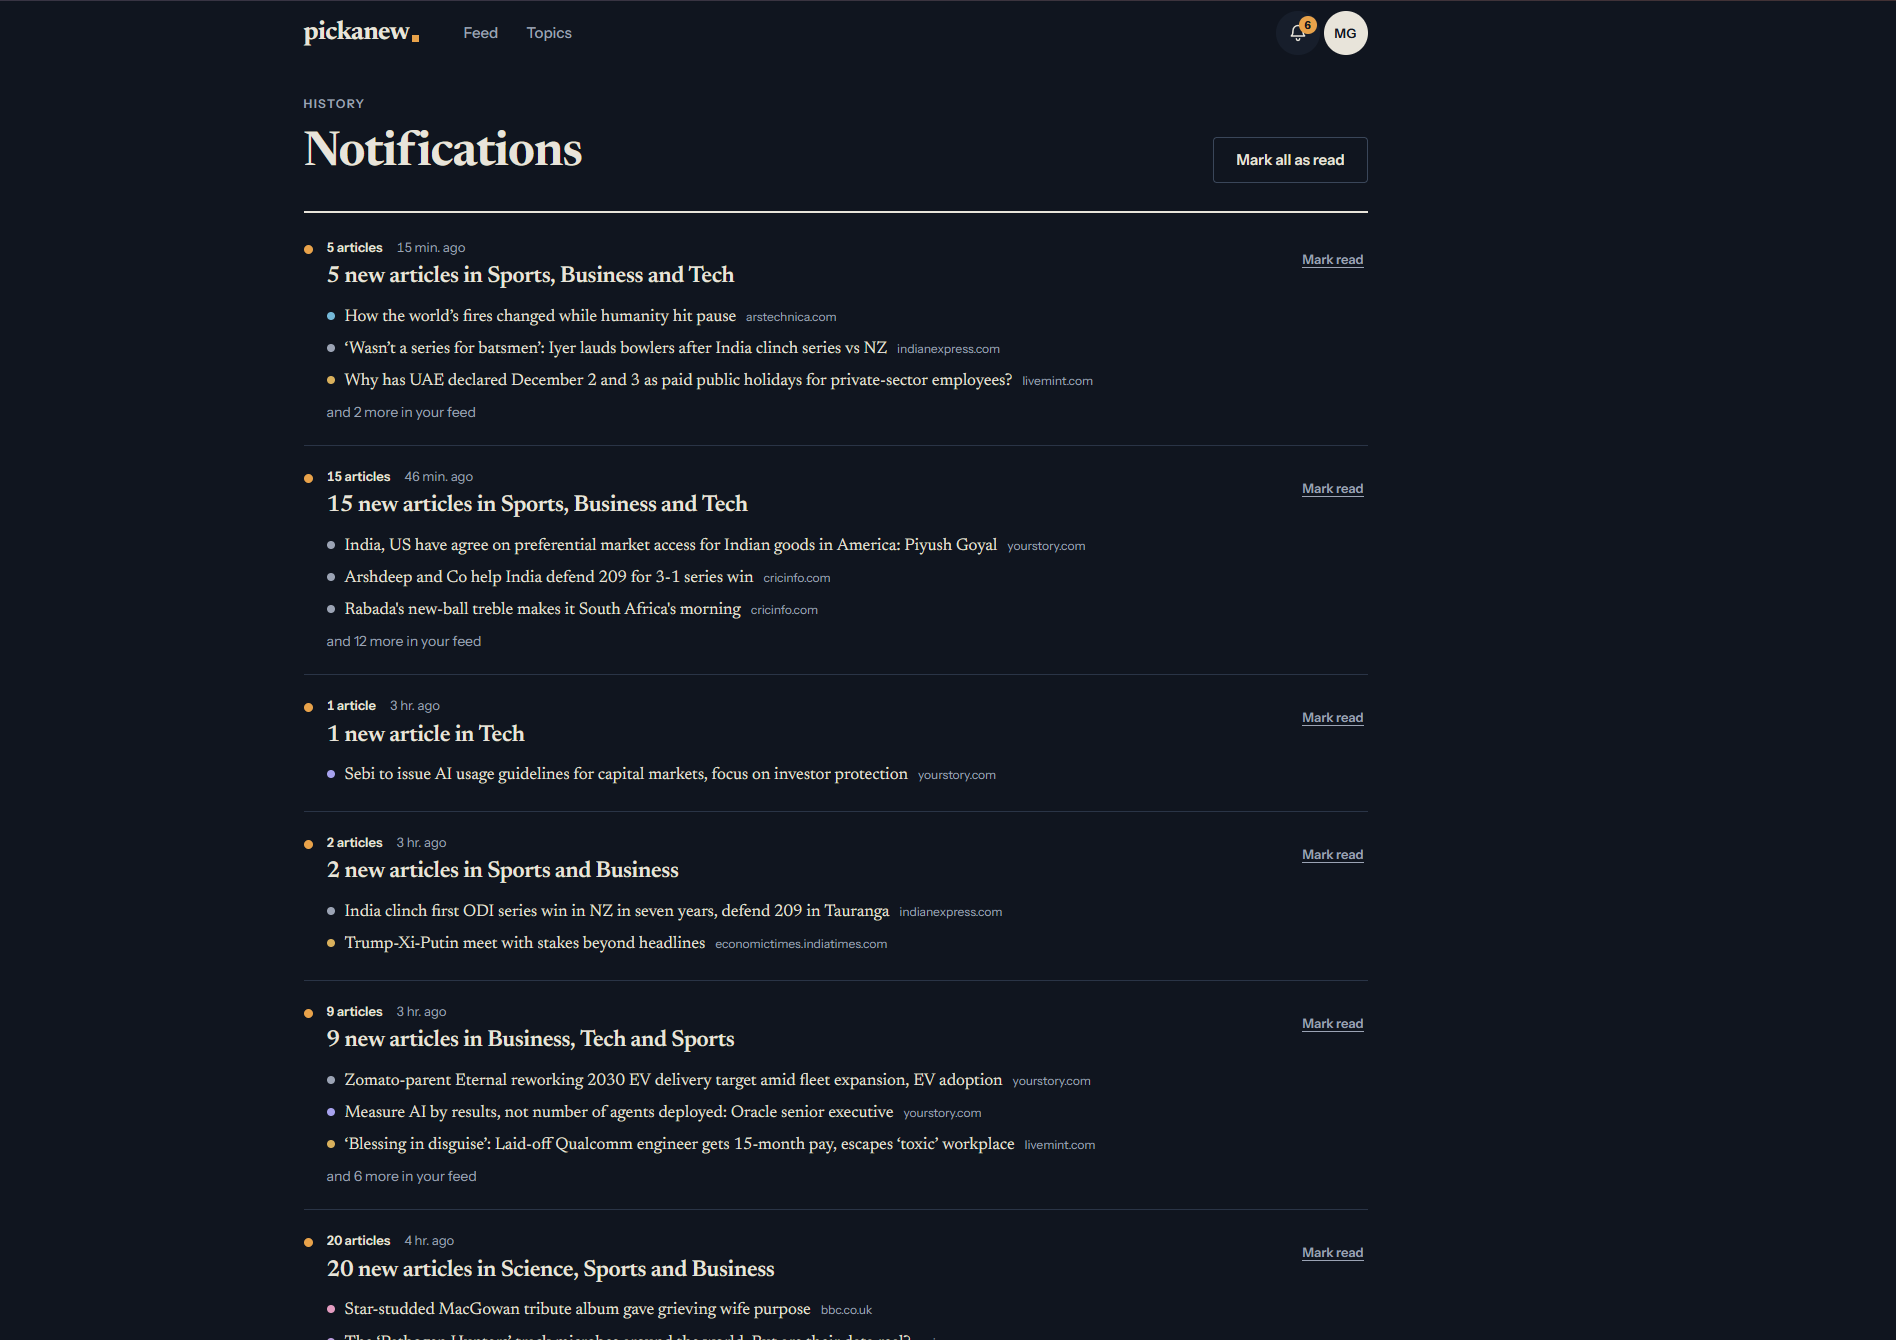 pickanew.
Feed
Topics
6
MG
HISTORY
Notifications
Mark all as read
5 articles 15 min. ago
Mark read
5 new articles in Sports, Business and Tech
How the world’s fires changed while humanity hit pause arstechnica.com
‘Wasn’t a series for batsmen’: Iyer lauds bowlers after India clinch series vs NZ indianexpress.com
Why has UAE declared December 2 and 3 as paid public holidays for private-sector employees? livemint.com
and 2 more in your feed
15 articles 46 min. ago
Mark read
15 new articles in Sports, Business and Tech
India, US have agree on preferential market access for Indian goods in America: Piyush Goyal yourstory.com
Arshdeep and Co help India defend 209 for 3-1 series win cricinfo.com
Rabada's new-ball treble makes it South Africa's morning cricinfo.com
and 12 more in your feed
1 article 3 hr. ago
Mark read
1 new article in Tech
Sebi to issue AI usage guidelines for capital markets, focus on investor protection yourstory.com
2 articles 3 hr. ago
Mark read
2 new articles in Sports and Business
India clinch first ODI series win in NZ in seven years, defend 209 in Tauranga indianexpress.com
Trump-Xi-Putin meet with stakes beyond headlines economictimes.indiatimes.com
9 articles 3 hr. ago
Mark read
9 new articles in Business, Tech and Sports
Zomato-parent Eternal reworking 2030 EV delivery target amid fleet expansion, EV adoption yourstory.com
Measure AI by results, not number of agents deployed: Oracle senior executive yourstory.com
‘Blessing in disguise’: Laid-off Qualcomm engineer gets 15-month pay, escapes ‘toxic’ workplace livemint.com
and 6 more in your feed
20 articles 4 hr. ago
Mark read
20 new articles in Science, Sports and Business
Star-studded MacGowan tribute album gave grieving wife purpose bbc.co.uk
The ‘Pathogen Hunters’ track microbes around the world. But are their data real?